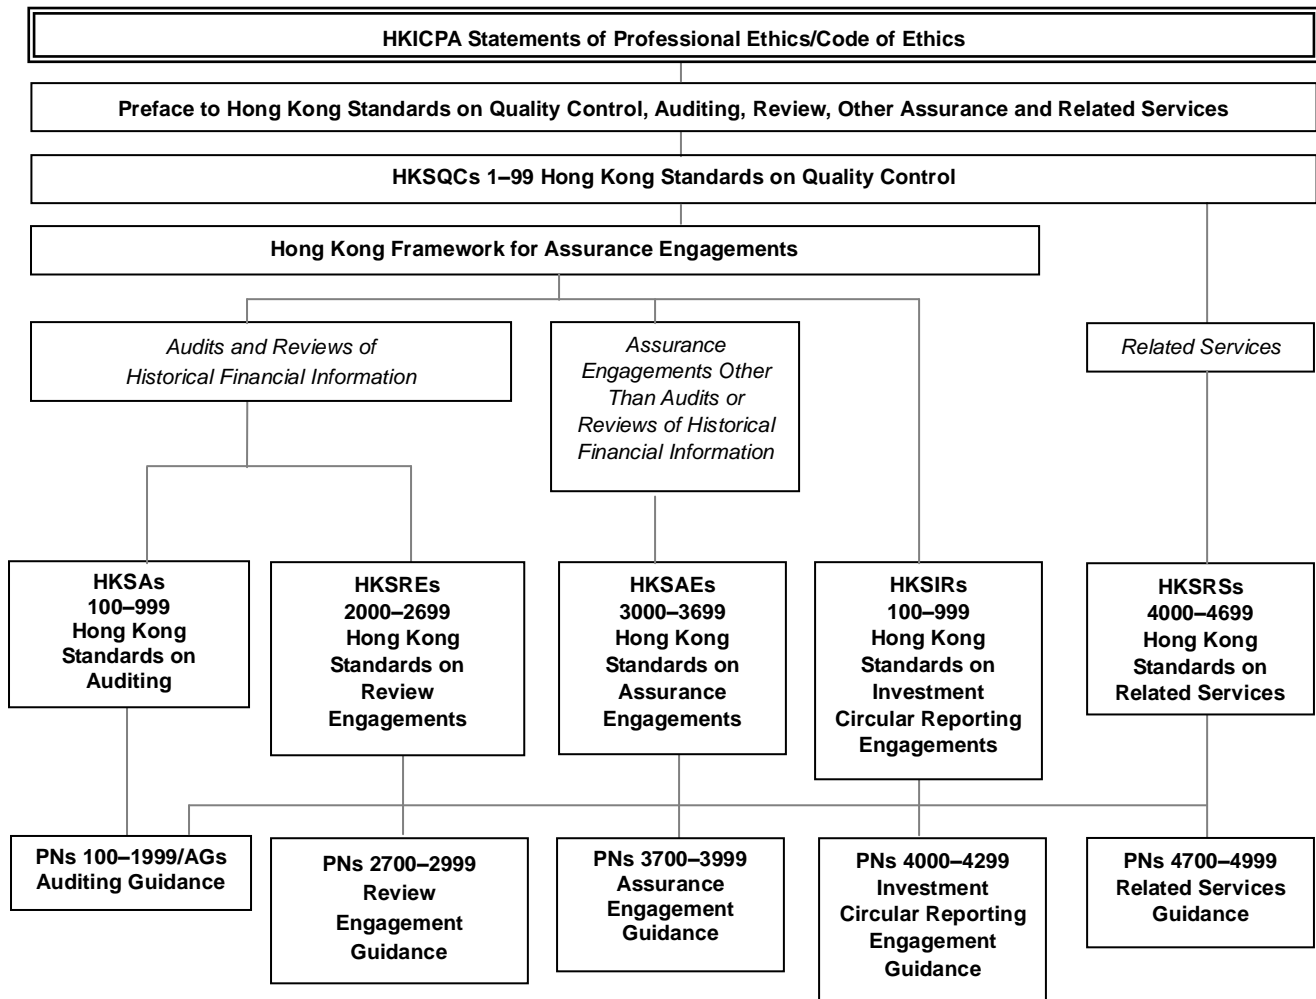 HKICPA Statements of Professional Ethics/Code of Ethics
Preface to Hong Kong Standards on Quality Control, Auditing, Review, Other Assurance and Related Services
HKSQCs 1–99 Hong Kong Standards on Quality Control
Hong Kong Framework for Assurance Engagements
Audits and Reviews of
Historical Financial Information
Assurance
Engagements Other
Than Audits or
Reviews of Historical
Financial Information
Related Services
HKSAs
100–999
Hong Kong
Standards on
Auditing
HKSREs
2000–2699
Hong Kong
Standards on
Review
Engagements
HKSAEs
3000–3699
Hong Kong
Standards on
Assurance
Engagements
HKSIRs
100–999
Hong Kong
Standards on
Investment
Circular Reporting
Engagements
HKSRSs
4000–4699
Hong Kong
Standards on
Related Services
PNs 100–1999/AGs
Auditing Guidance
PNs 2700–2999
Review
Engagement
Guidance
PNs 3700–3999
Assurance
Engagement
Guidance
PNs 4000–4299
Investment
Circular Reporting
Engagement
Guidance
PNs 4700–4999
Related Services
Guidance